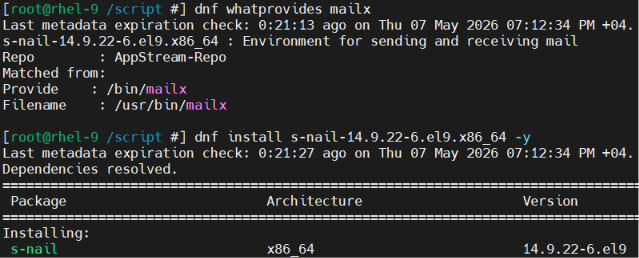 [root@rhel-9 /script #] dnf whatprovides mailx
Last metadata expiration check: 0:21:13 ago on Thu 07 May 2026 07:12:34 PM +04.
s-nail-14.9.22-6.el9.x86_64 : Environment for sending and receiving mail
Repo        : AppStream-Repo
Matched from:
Provide    : /bin/mailx
Filename    : /usr/bin/mailx
[root@rhel-9 /script #] dnf install s-nail-14.9.22-6.el9.x86_64 -y
Last metadata expiration check: 0:21:27 ago on Thu 07 May 2026 07:12:34 PM +04.
Dependencies resolved.
================================================================================
Package                        Architecture                    Version
================================================================================
Installing:
s-nail                         x86_64                          14.9.22-6.el9